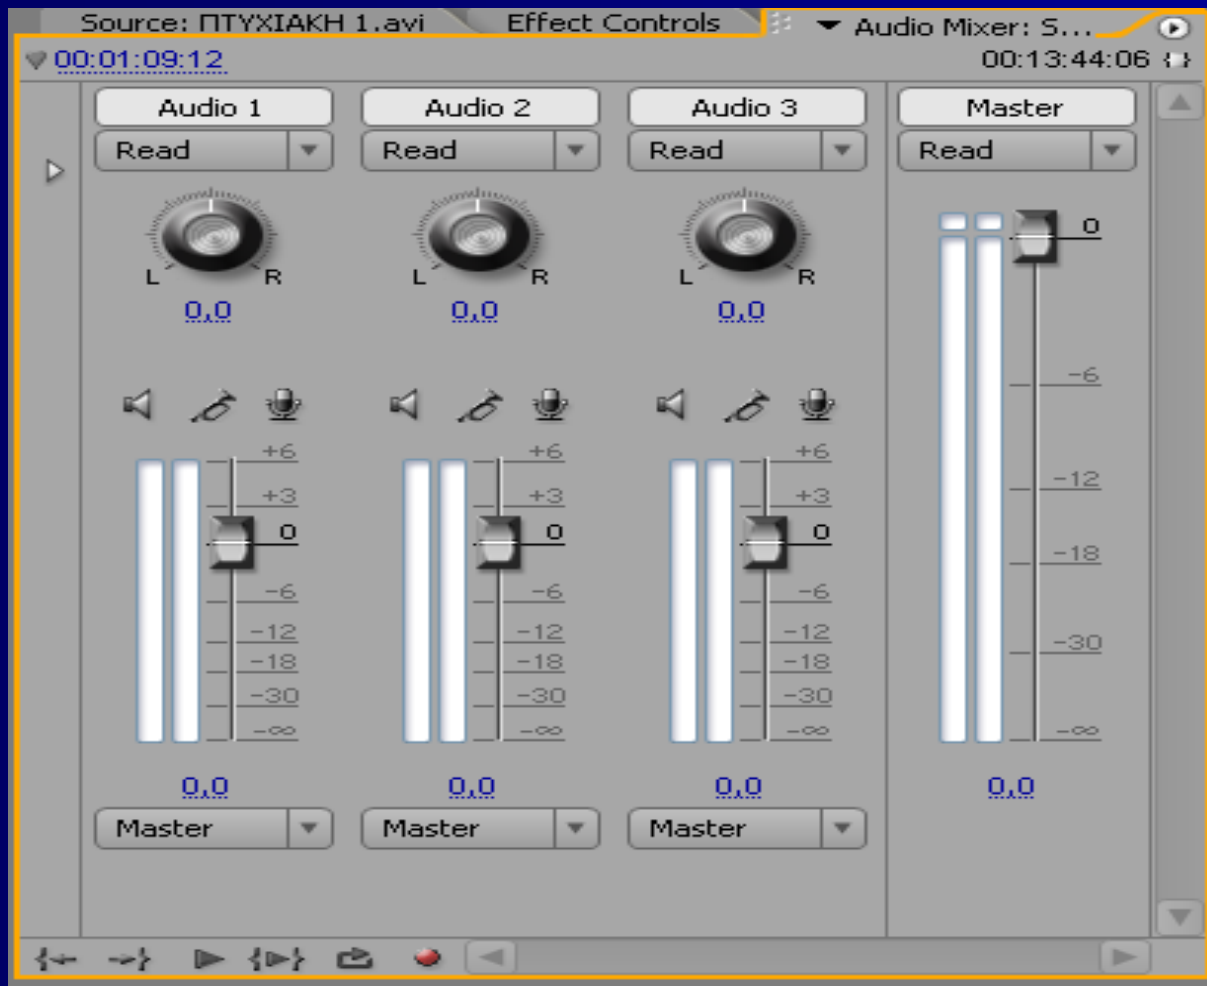 Source: ΠΤΥΧΙΑΚΗ 1.avi Effect Controls Audio Mixer: S...
00:01:09:12 00:13:44:06
Audio 1 Audio 2 Audio 3 Master
Read Read Read Read
L R L R L R
0,0 0,0 0,0
0
-6
-12
-18
-30
-∞
+6 +6 +6
+3 +3 +3
0 0 0
-6 -6 -6
-12 -12 -12
-18 -18 -18
-30 -30 -30
-∞ -∞ -∞
0,0 0,0 0,0 0,0
Master Master Master